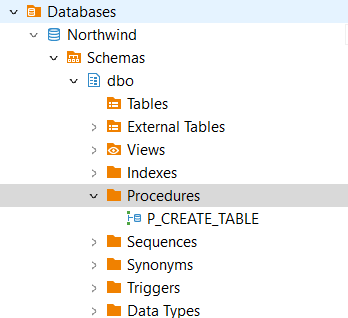 Databases
Northwind
Schemas
dbo
Tables
External Tables
Views
Indexes
Procedures
P_CREATE_TABLE
Sequences
Synonyms
Triggers
Data Types